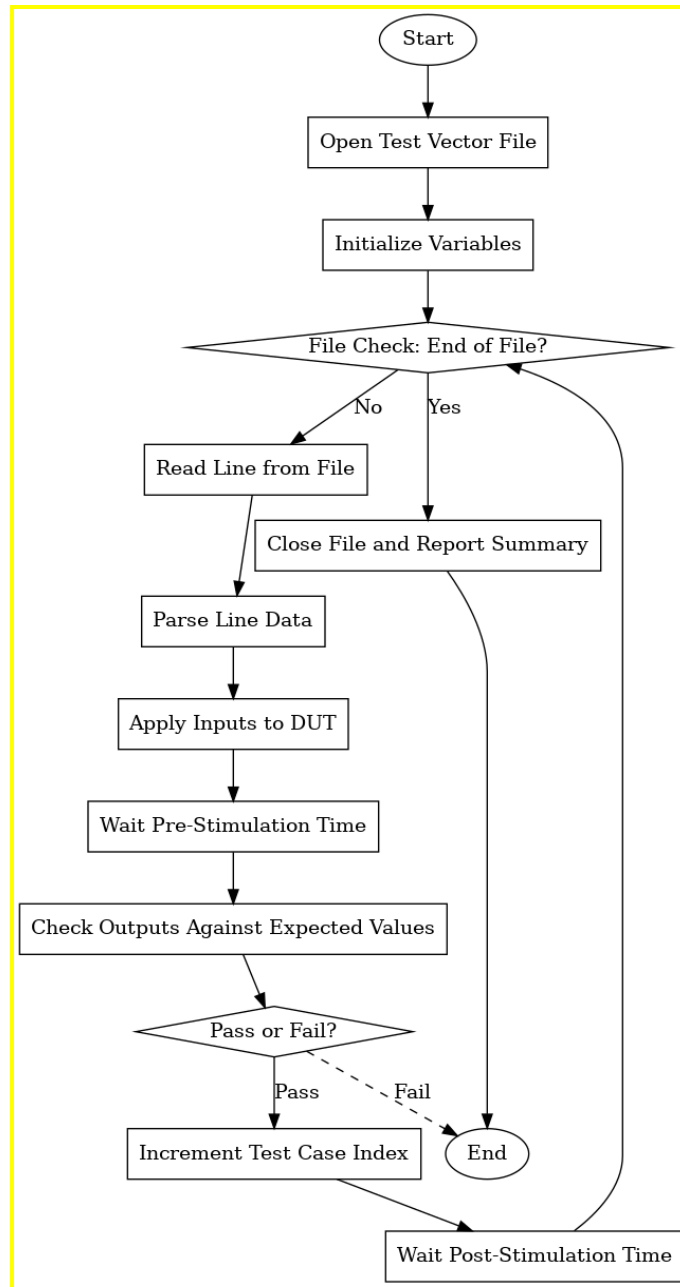 Start
Open Test Vector File
Initialize Variables
File Check: End of File?
No
Yes
Read Line from File
Close File and Report Summary
Parse Line Data
Apply Inputs to DUT
Wait Pre-Stimulation Time
Check Outputs Against Expected Values
Pass or Fail?
Pass
Fail
Increment Test Case Index
End
Wait Post-Stimulation Time